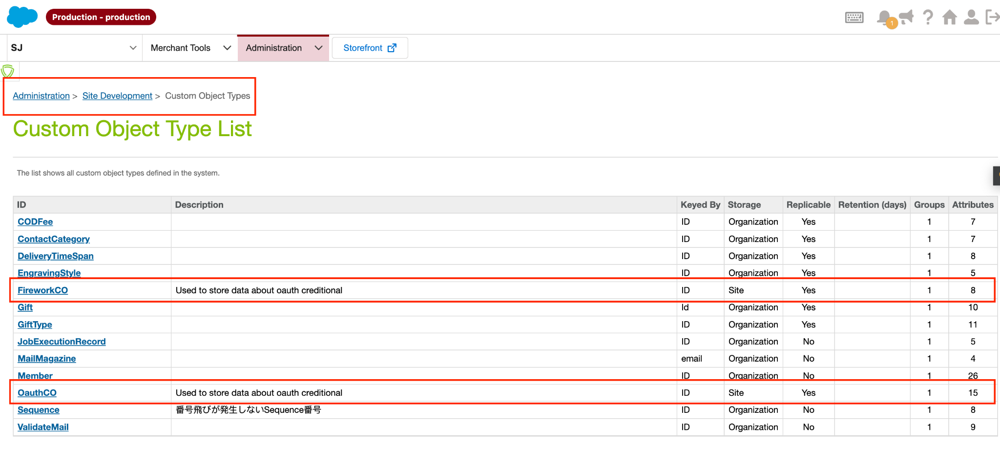 Production - production
1
SJ Merchant Tools Administration Storefront
Administration > Site Development > Custom Object Types
Custom Object Type List
The list shows all custom object types defined in the system.
ID Description Keyed By Storage Replicable Retention (days) Groups Attributes
CODFee ID Organization Yes 1 7
ContactCategory ID Organization Yes 1 7
DeliveryTimeSpan ID Organization Yes 1 8
EngravingStyle ID Organization Yes 1 5
FireworkCO Used to store data about oauth creditional ID Site Yes 1 8
Gift Id Organization Yes 1 10
GiftType ID Organization Yes 1 11
JobExecutionRecord ID Organization No 1 5
MailMagazine email Organization No 1 4
Member ID Organization No 1 26
OauthCO Used to store data about oauth creditional ID Site Yes 1 15
Sequence 番号飛びが発生しないSequence番号 ID Organization No 1 8
ValidateMail ID Organization No 1 9